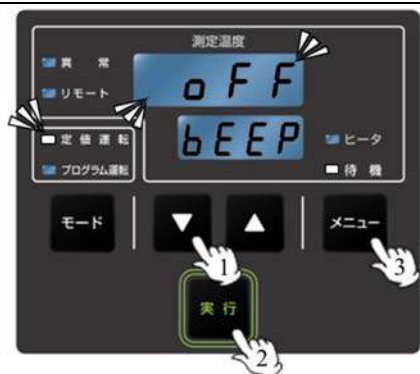 測定温度
異 常
リモート
oFF
定 値 運 転
プログラム運転
bEEP
ヒータ
待 機
モード
▼
▲
メニュー
実 行
1
2
3